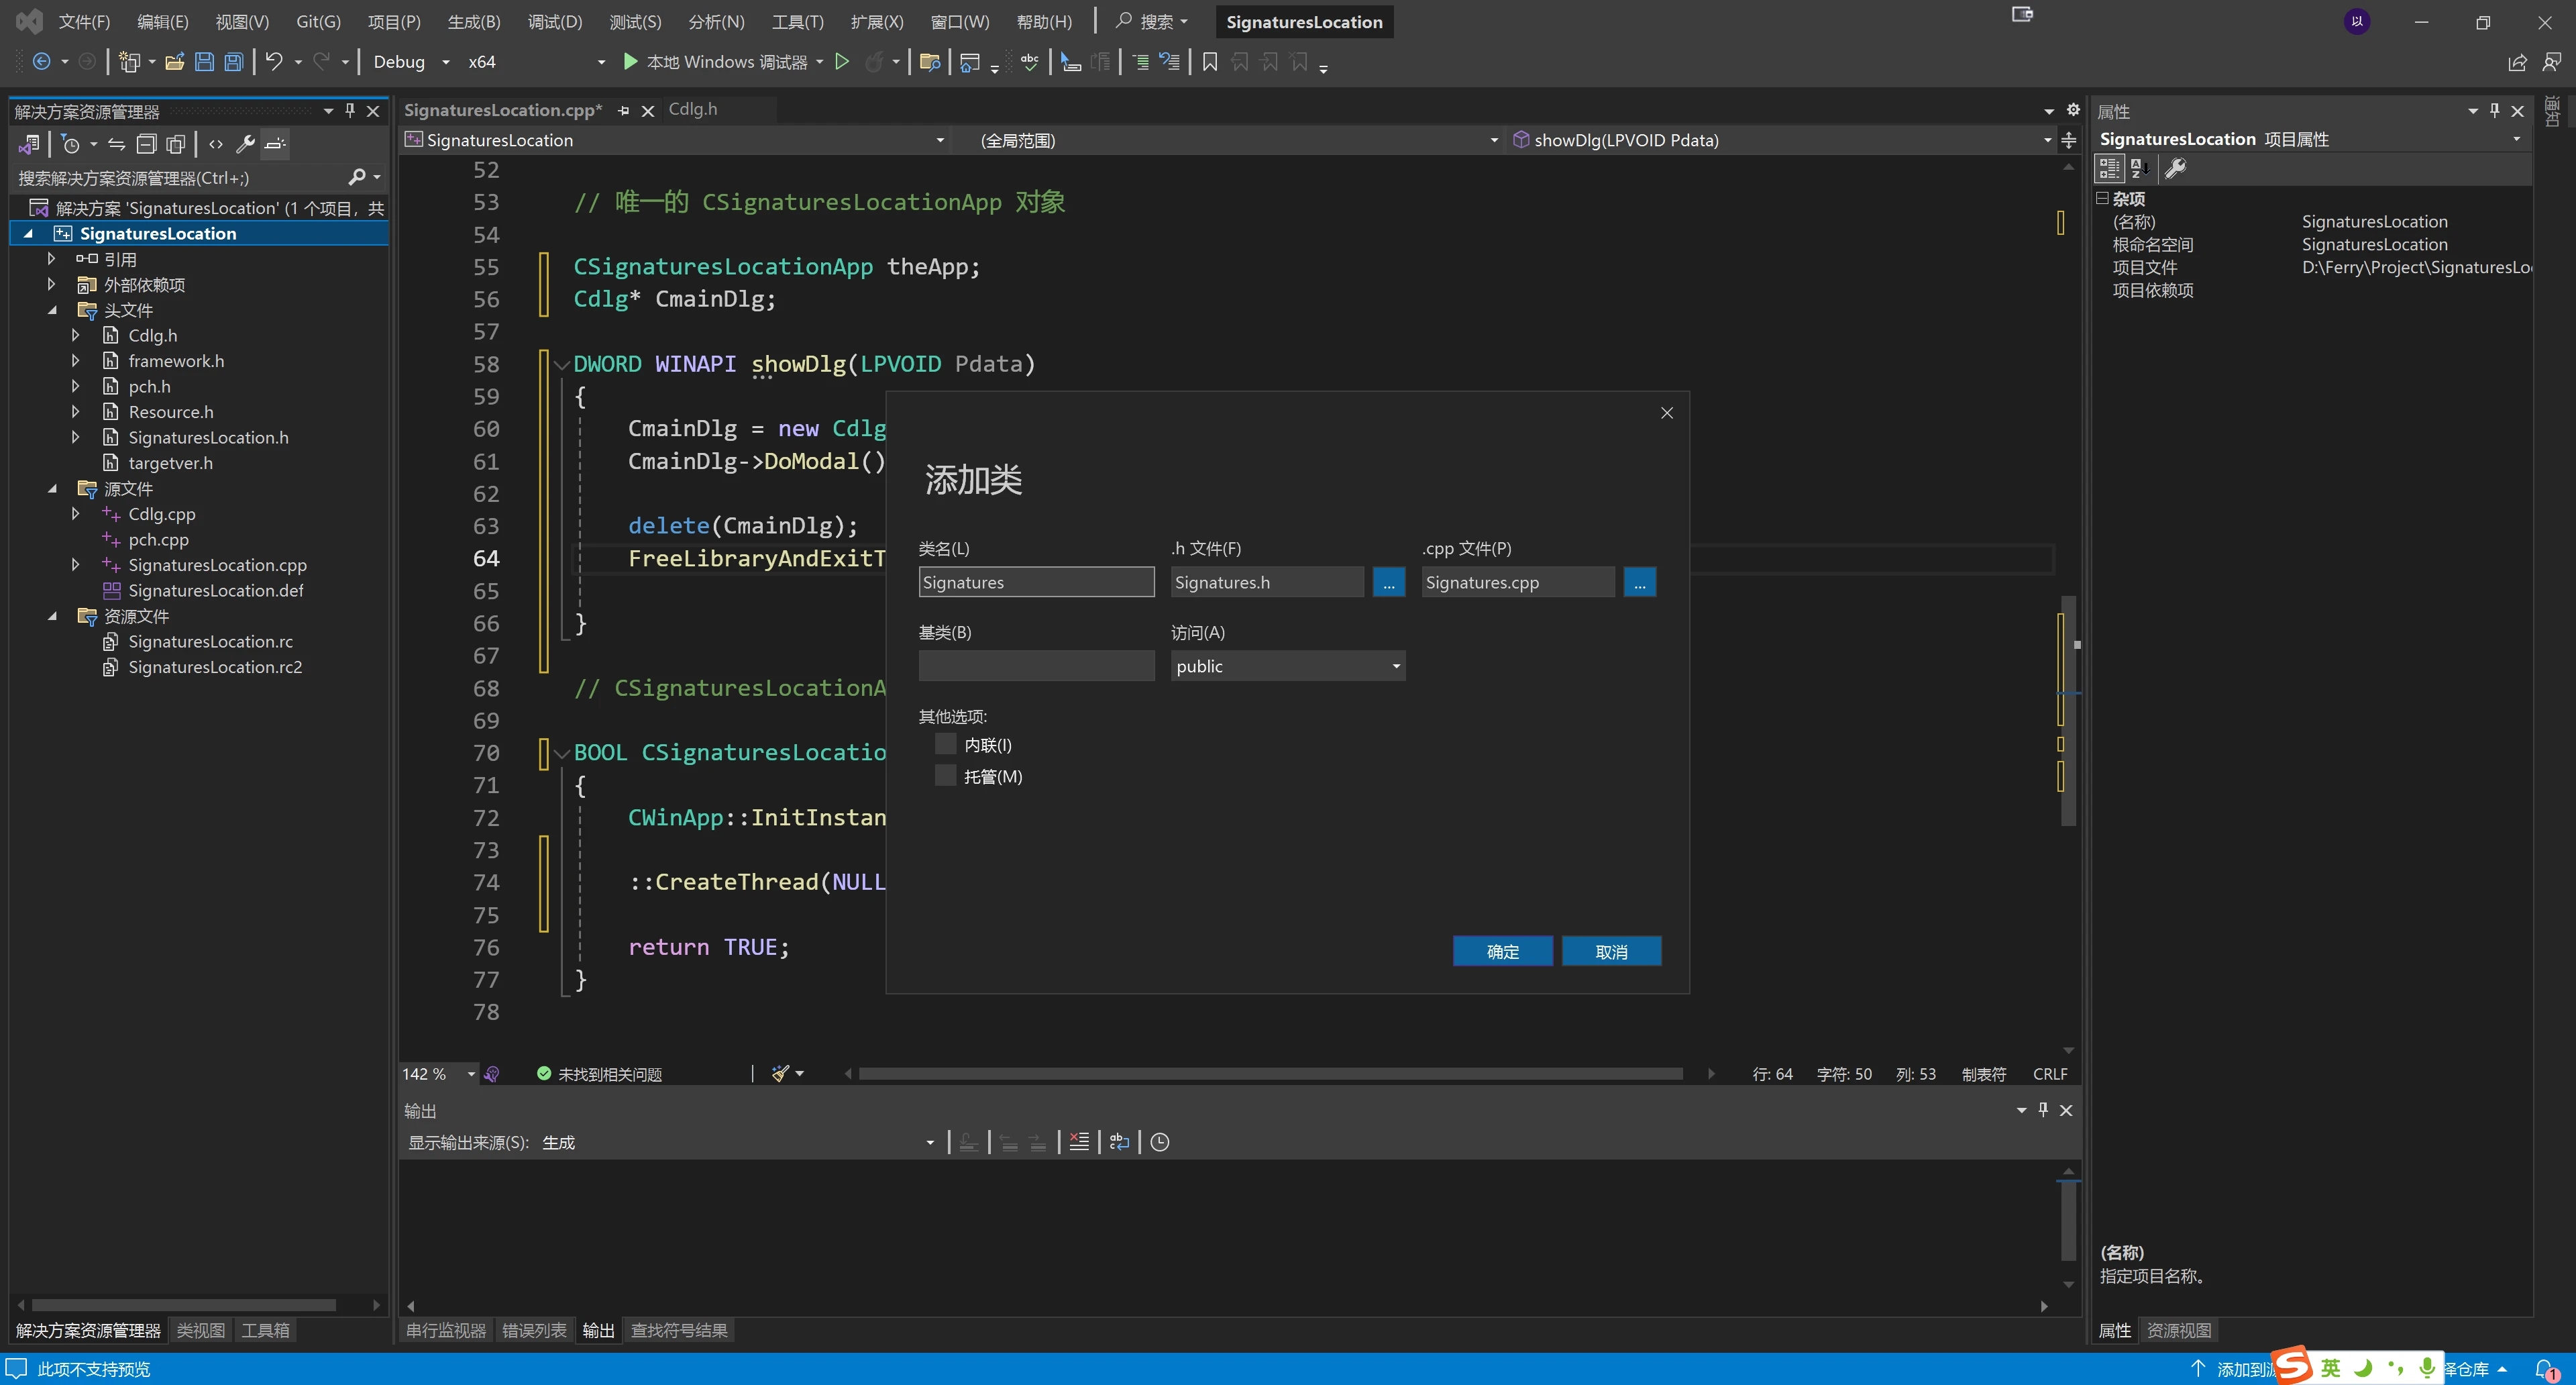 文件(F) 编辑(E) 视图(V) Git(G) 项目(P) 生成(B) 调试(D) 测试(S) 分析(N) 工具(T) 扩展(X) 窗口(W) 帮助(H) 搜索 SignaturesLocation 以
Debug x64 本地 Windows 调试器
解决方案资源管理器
搜索解决方案资源管理器(Ctrl+;)
解决方案 'SignaturesLocation' (1 个项目，共
SignaturesLocation
引用
外部依赖项
头文件
Cdlg.h
framework.h
pch.h
Resource.h
SignaturesLocation.h
targetver.h
源文件
Cdlg.cpp
pch.cpp
SignaturesLocation.cpp
SignaturesLocation.def
资源文件
SignaturesLocation.rc
SignaturesLocation.rc2
解决方案资源管理器 类视图 工具箱
SignaturesLocation.cpp* Cdlg.h
SignaturesLocation (全局范围) showDlg(LPVOID Pdata)
52
53 // 唯一的 CSignaturesLocationApp 对象
54
55 CSignaturesLocationApp theApp;
56 Cdlg* CmainDlg;
57
58 DWORD WINAPI showDlg(LPVOID Pdata)
59 {
60 CmainDlg = new Cdlg
61 CmainDlg->DoModal()
62
63 delete(CmainDlg);
64 FreeLibraryAndExitT
65
66 }
67
68 // CSignaturesLocationA
69
70 BOOL CSignaturesLocatio
71 {
72 CWinApp::InitInstan
73
74 ::CreateThread(NULL
75
76 return TRUE;
77 }
78
添加类
类名(L) .h 文件(F) .cpp 文件(P)
Signatures Signatures.h ... Signatures.cpp ...
基类(B) 访问(A)
public
其他选项:
内联(I)
托管(M)
确定 取消
142 % 未找到相关问题 行: 64 字符: 50 列: 53 制表符 CRLF
输出
显示输出来源(S): 生成
串行监视器 错误列表 输出 查找符号结果
属性
SignaturesLocation 项目属性
杂项
(名称) SignaturesLocation
根命名空间 SignaturesLocation
项目文件 D:\Ferry\Project\SignaturesLo
项目依赖项
(名称)
指定项目名称。
属性 资源视图
通知
此项不支持预览 添加到 英 择仓库 1